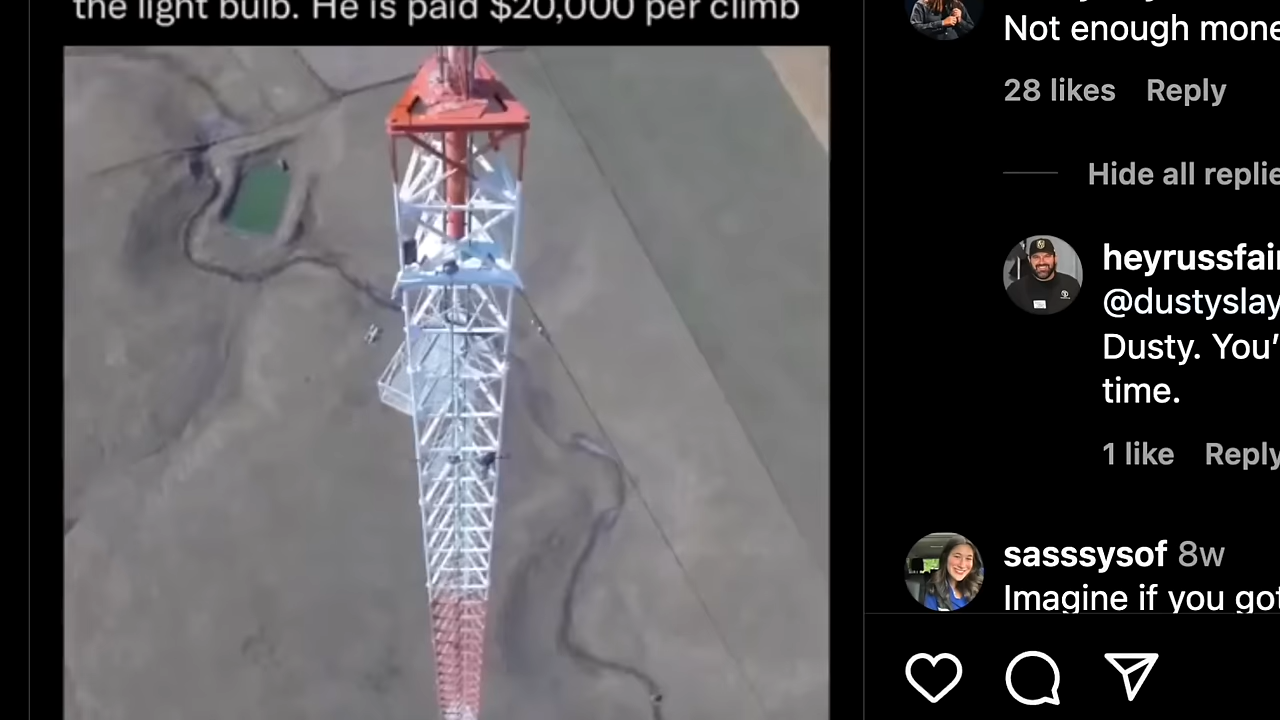 the light bulb. He is paid $20,000 per climb
Not enough mone
28 likes Reply
Hide all replie
heyrussfair
@dustyslay
Dusty. You'
time.
1 like Reply
sasssysof 8w
Imagine if you got